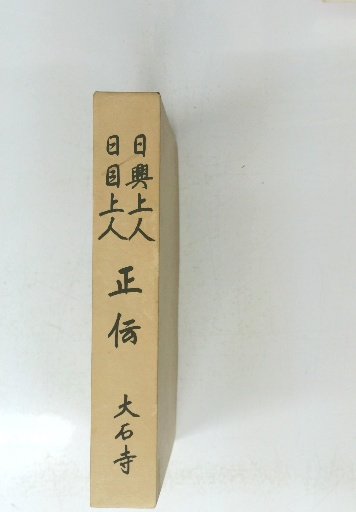 日興上人
日目上人
正伝
大石寺